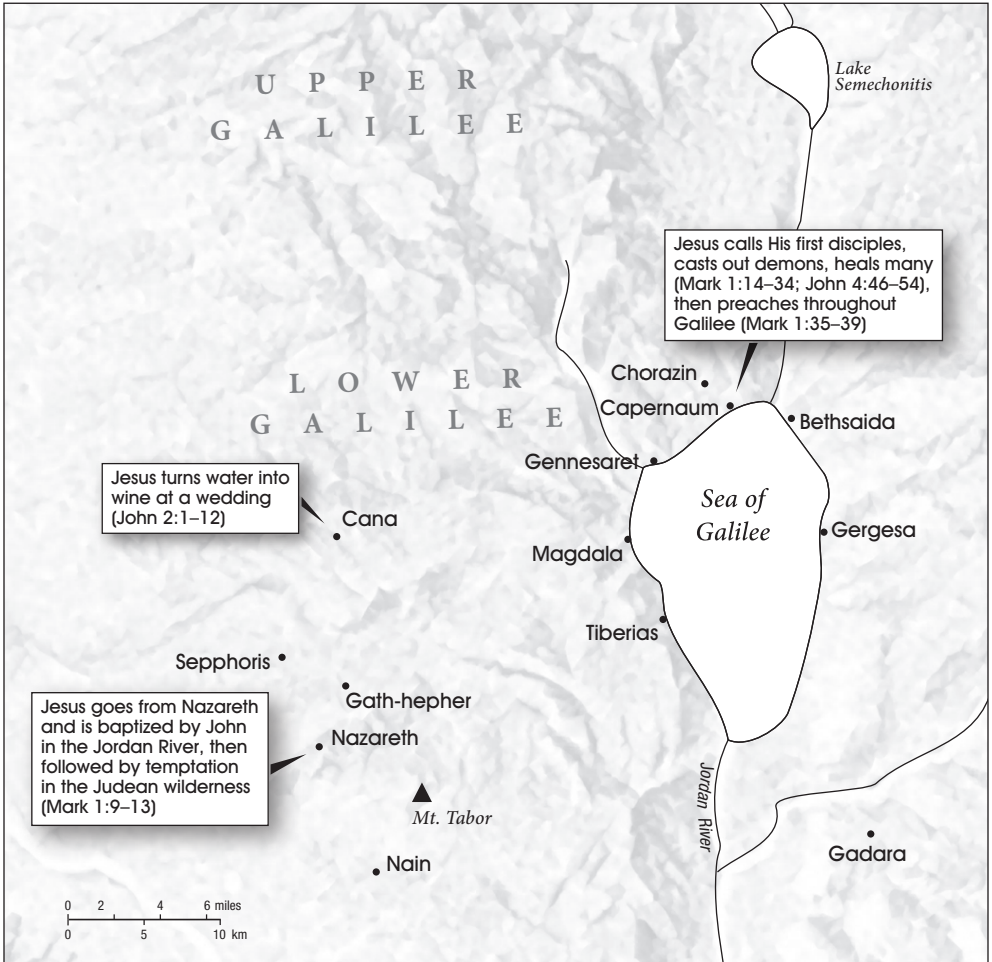 U P P E R
G A L I L E E
Lake
Semechonitis
Jesus calls His first disciples,
casts out demons, heals many
(Mark 1:14–34; John 4:46–54),
then preaches throughout
Galilee (Mark 1:35–39)
L O W E R
G A L I L E E
Chorazin
Capernaum
Bethsaida
Gennesaret
Jesus turns water into
wine at a wedding
(John 2:1–12)
Cana
Sea of
Galilee
Magdala
Gergesa
Tiberias
Sepphoris
Gath-hepher
Jesus goes from Nazareth
and is baptized by John
in the Jordan River, then
followed by temptation
in the Judean wilderness
(Mark 1:9–13)
Nazareth
Mt. Tabor
Jordan River
Gadara
Nain
0 2 4 6 miles
0 5 10 km